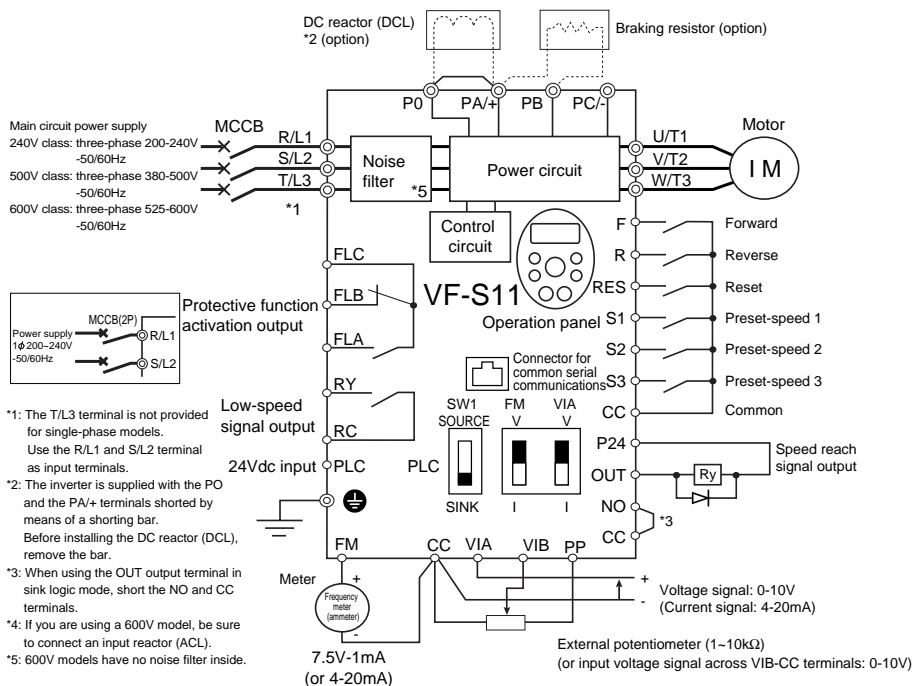 DC reactor (DCL)
*2 (option)
Braking resistor (option)
P0
PA/+
PB
PC/-
Main circuit power supply
240V class: three-phase 200-240V
-50/60Hz
500V class: three-phase 380-500V
-50/60Hz
600V class: three-phase 525-600V
-50/60Hz
MCCB
R/L1
S/L2
T/L3
*1
Noise
filter
*5
Power circuit
Control
circuit
U/T1
V/T2
W/T3
Motor
I M
FLC
FLB
FLA
Protective function
activation output
VF-S11
Operation panel
F
Forward
R
Reverse
RES
Reset
S1
Preset-speed 1
S2
Preset-speed 2
S3
Preset-speed 3
CC
Common
MCCB(2P)
Power supply
1ϕ200~240V
-50/60Hz
R/L1
S/L2
Connector for
common serial
communications
RY
RC
Low-speed
signal output
SW1
SOURCE
SINK
PLC
FM
V
I
VIA
V
I
P24
OUT
Ry
Speed reach
signal output
NO
CC
*3
24Vdc input
PLC
*1: The T/L3 terminal is not provided
for single-phase models.
Use the R/L1 and S/L2 terminal
as input terminals.
*2: The inverter is supplied with the PO
and the PA/+ terminals shorted by
means of a shorting bar.
Before installing the DC reactor (DCL),
remove the bar.
*3: When using the OUT output terminal in
sink logic mode, short the NO and CC
terminals.
*4: If you are using a 600V model, be sure
to connect an input reactor (ACL).
*5: 600V models have no noise filter inside.
FM
CC
VIA
VIB
PP
Meter
+
Frequency
meter
(ammeter)
-
7.5V-1mA
(or 4-20mA)
+
-
Voltage signal: 0-10V
(Current signal: 4-20mA)
External potentiometer (1~10kΩ)
(or input voltage signal across VIB-CC terminals: 0-10V)